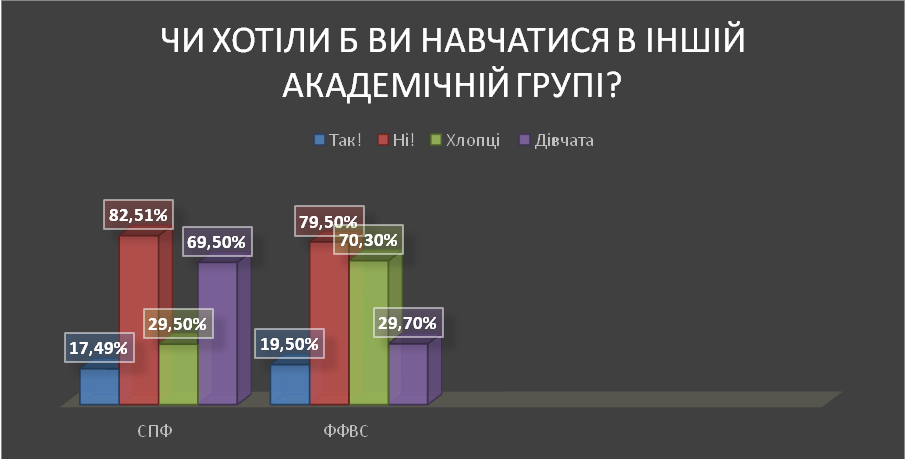 ЧИ ХОТІЛИ Б ВИ НАВЧАТИСЯ В ІНШІЙ
АКАДЕМІЧНІЙ ГРУПІ?
Так! Ні! Хлопці Дівчата
82,51%
79,50%
69,50%
70,30%
29,50%
29,70%
17,49%
19,50%
СПФ
ФФВС